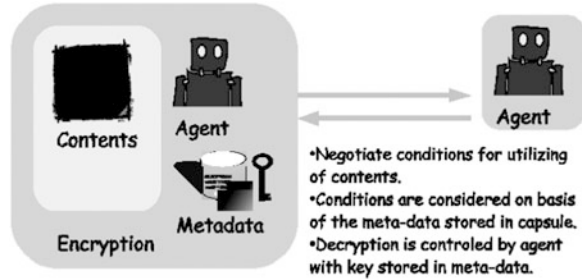 Contents
Agent
Metadata
Encryption
Agent
•Negotiate conditions for utilizing
of contents.
•Conditions are considered on basis
of the meta-data stored in capsule.
•Decryption is controled by agent
with key stored in meta-data.